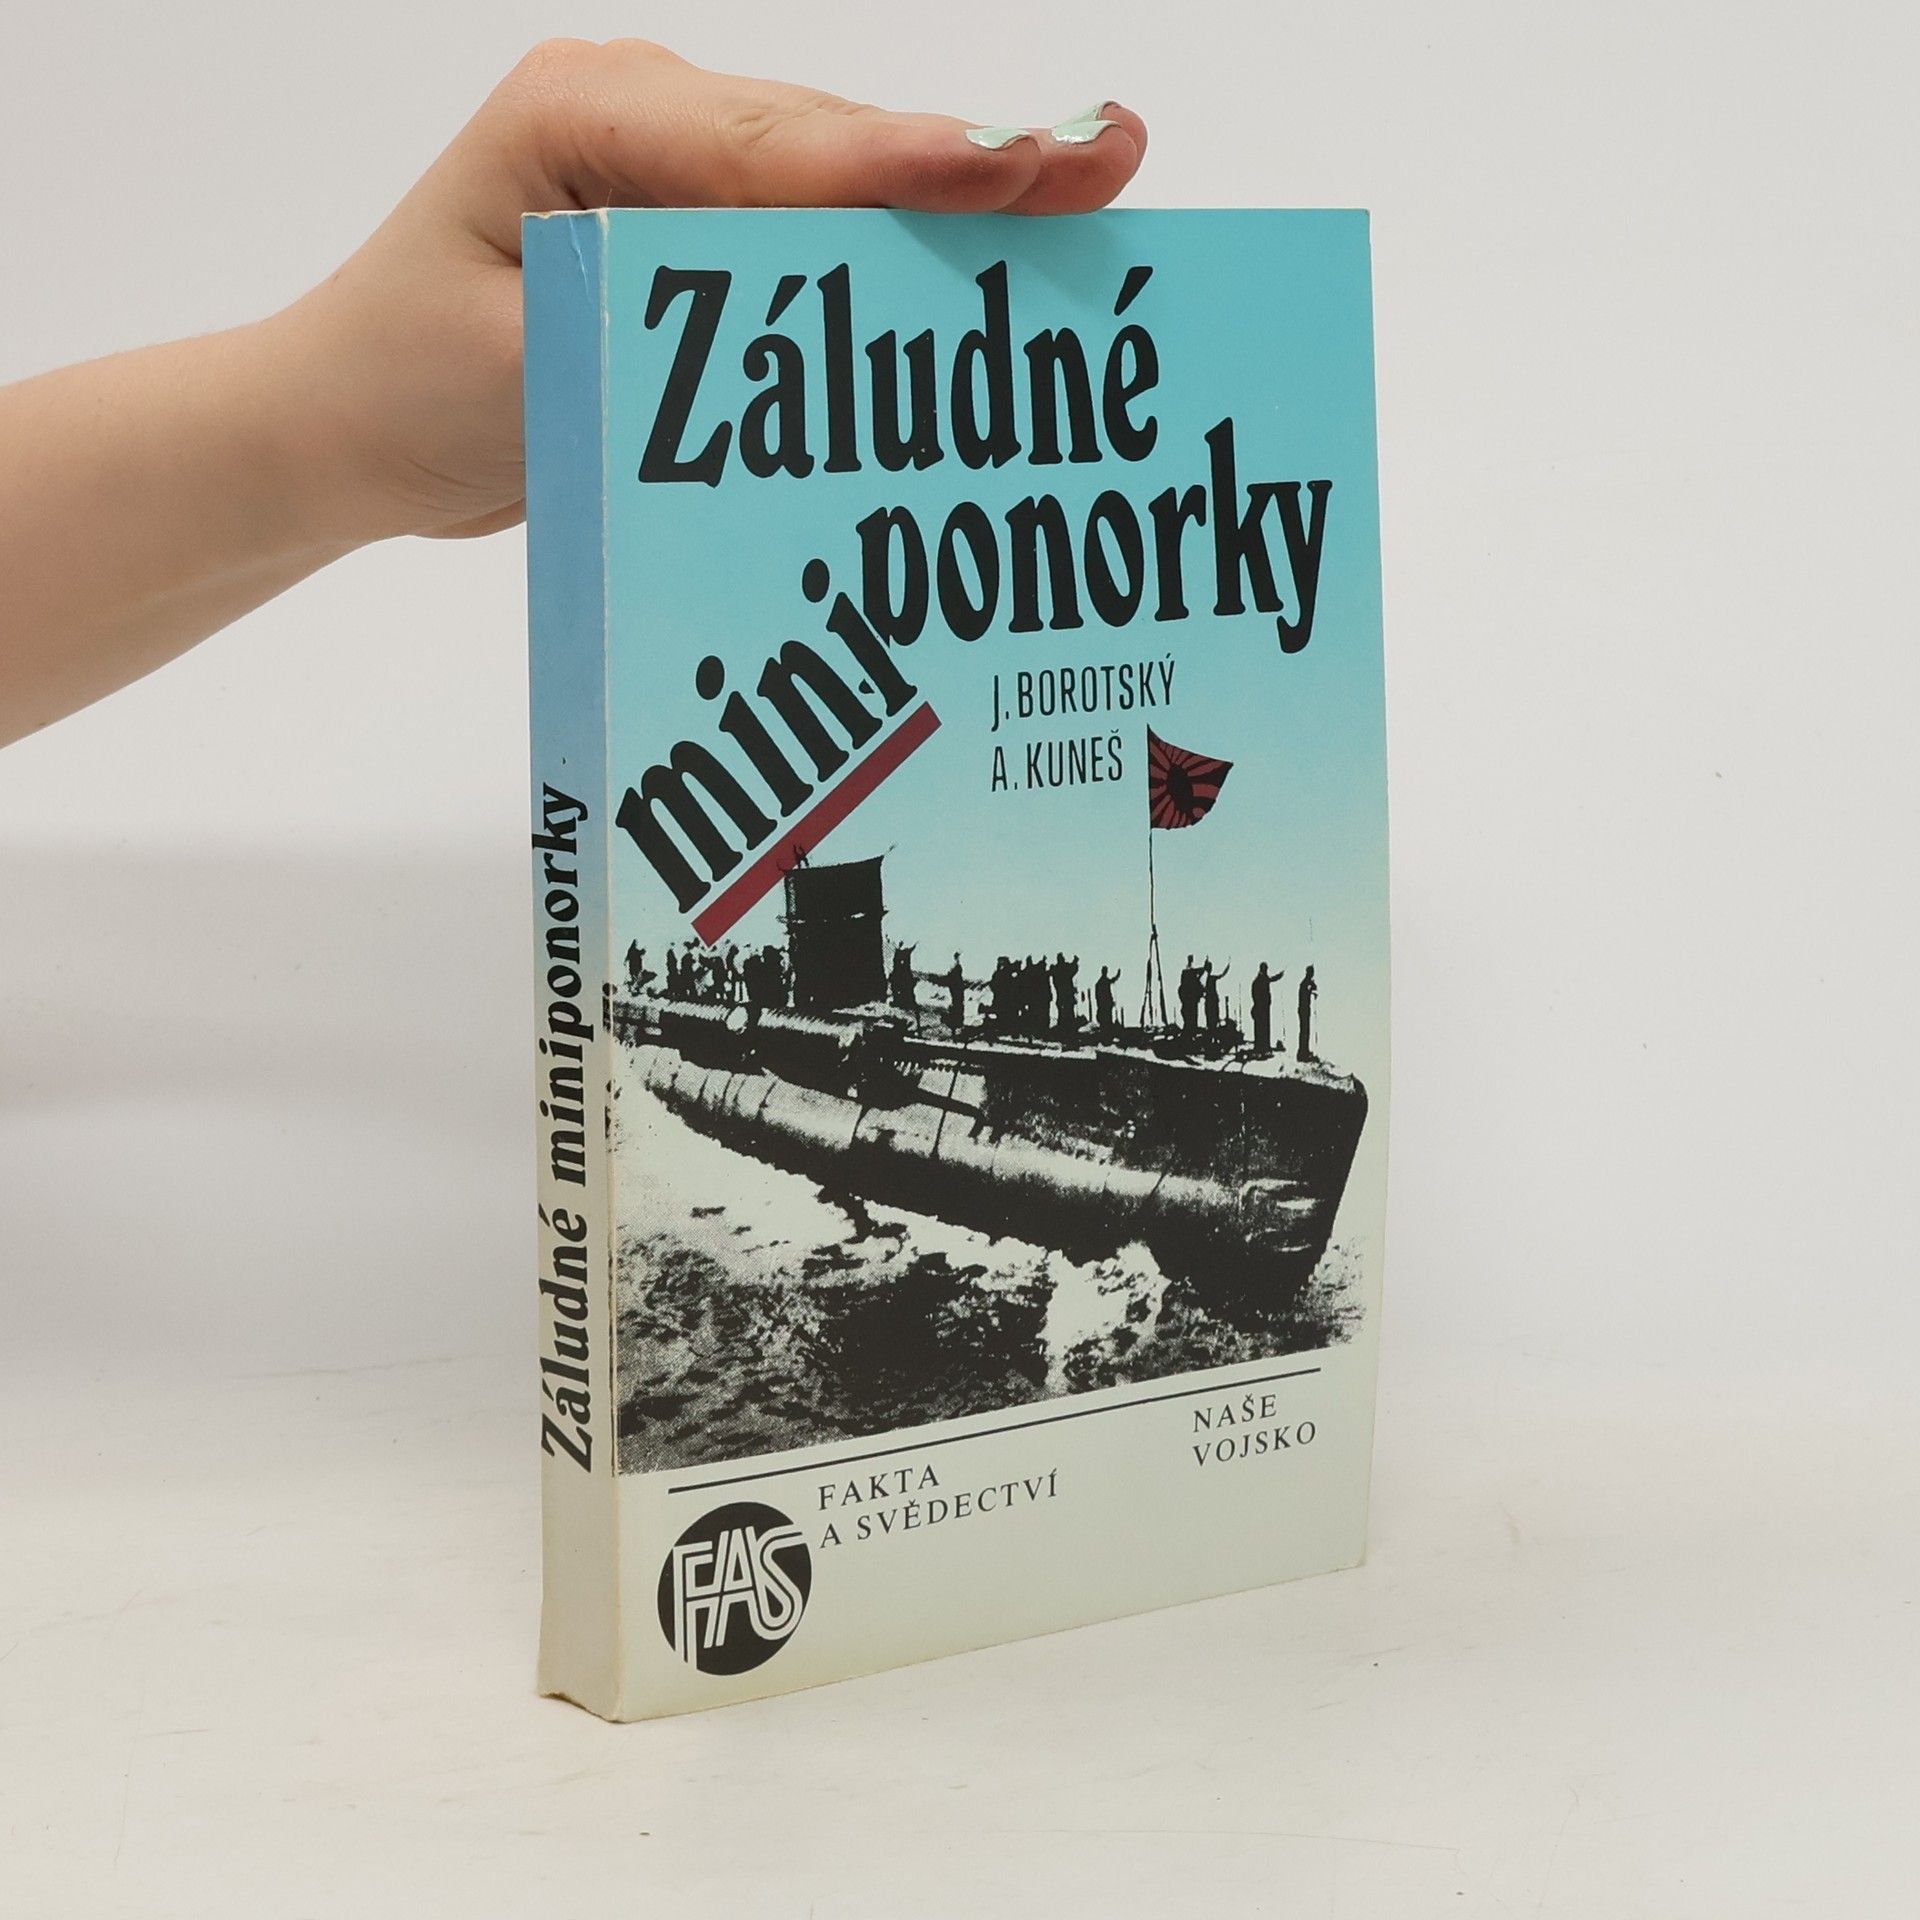 Záludné
miniponorky
J. BOROTSKÝ
A. KUNEŠ
Záludné miniponorky
NAŠE
VOJSKO
FAKTA
A SVĚDECTVÍ
FAS